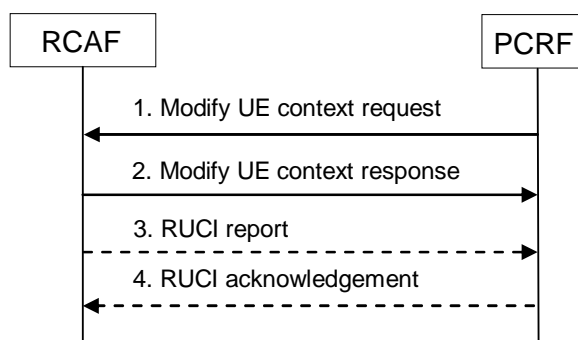 RCAF
PCRF
1. Modify UE context request
2. Modify UE context response
3. RUCI report
4. RUCI acknowledgement